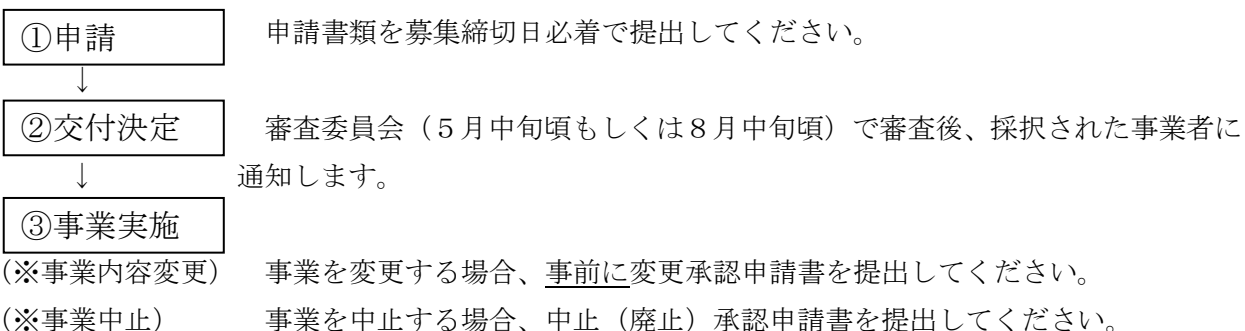 ①申請　申請書類を募集締切日必着で提出してください。
↓
②交付決定　審査委員会（５月中旬頃もしくは８月中旬頃）で審査後、採択された事業者に
↓　通知します。
③事業実施
(※事業内容変更)　事業を変更する場合、事前に変更承認申請書を提出してください。
(※事業中止)　事業を中止する場合、中止（廃止）承認申請書を提出してください。